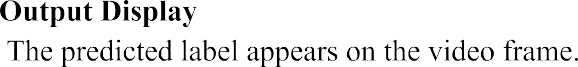 Output Display
The predicted label appears on the video frame.